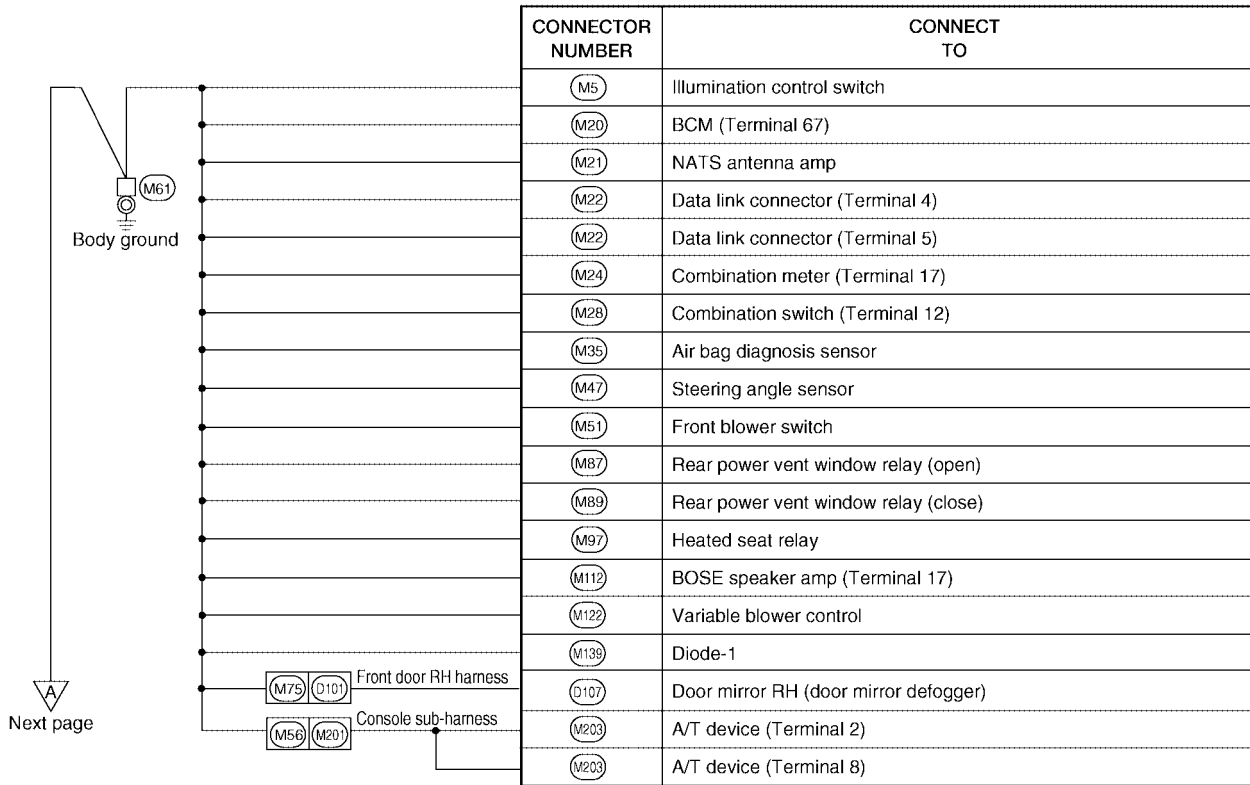 CONNECTOR NUMBER CONNECT TO
M5 Illumination control switch
M20 BCM (Terminal 67)
M21 NATS antenna amp
M61
M22 Data link connector (Terminal 4)
Body ground
M22 Data link connector (Terminal 5)
M24 Combination meter (Terminal 17)
M28 Combination switch (Terminal 12)
M35 Air bag diagnosis sensor
M47 Steering angle sensor
M51 Front blower switch
M87 Rear power vent window relay (open)
M89 Rear power vent window relay (close)
M97 Heated seat relay
M112 BOSE speaker amp (Terminal 17)
M122 Variable blower control
M139 Diode-1
M75 D101 Front door RH harness D107 Door mirror RH (door mirror defogger)
A
Next page
M56 M201 Console sub-harness M203 A/T device (Terminal 2)
M203 A/T device (Terminal 8)